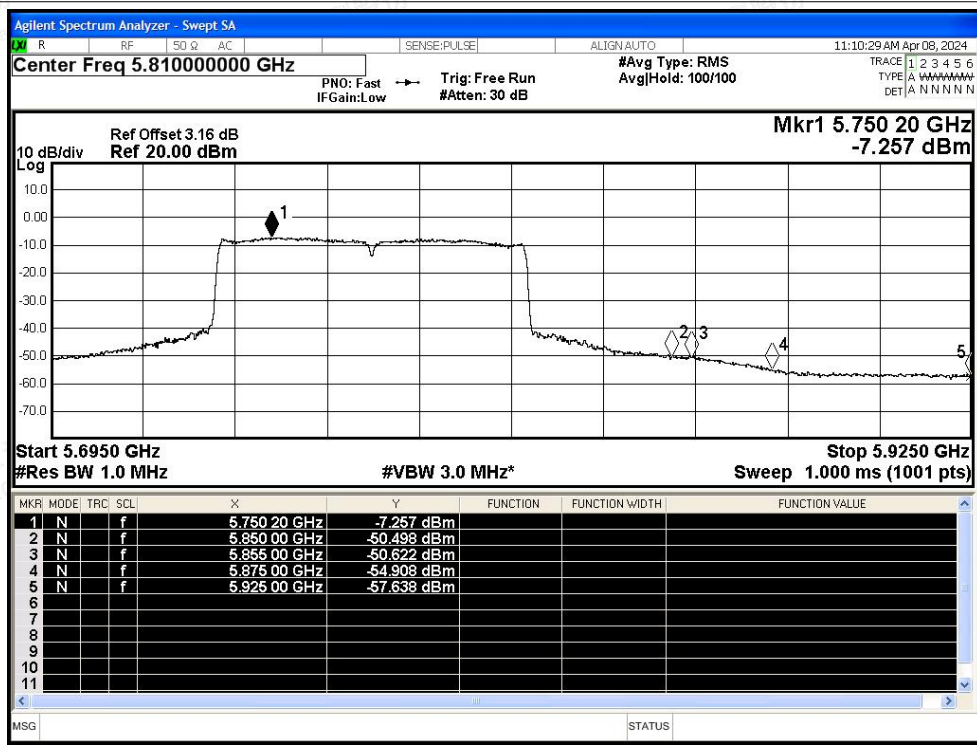 Agilent Spectrum Analyzer - Swept SA
LXI R RF 50 Ω AC SENSE:PULSE ALIGN AUTO 11:10:29 AM Apr 08, 2024
Center Freq 5.810000000 GHz
PNO: Fast
IFGain:Low
Trig: Free Run
#Atten: 30 dB
#Avg Type: RMS
Avg|Hold: 100/100
TRACE 1 2 3 4 5 6
TYPE A WWWWW
DET A N N N N N
Mkr1 5.750 20 GHz
-7.257 dBm
Ref Offset 3.16 dB
10 dB/div Ref 20.00 dBm
Log
10.0
0.00
-10.0
-20.0
-30.0
-40.0
-50.0
-60.0
-70.0
1
2 3
4
5
Start 5.6950 GHz Stop 5.9250 GHz
#Res BW 1.0 MHz #VBW 3.0 MHz* Sweep 1.000 ms (1001 pts)
MKR MODE TRC SCL X Y FUNCTION FUNCTION WIDTH FUNCTION VALUE
1 N f 5.750 20 GHz -7.257 dBm
2 N f 5.850 00 GHz -50.498 dBm
3 N f 5.855 00 GHz -50.622 dBm
4 N f 5.875 00 GHz -54.908 dBm
5 N f 5.925 00 GHz -57.638 dBm
6
7
8
9
10
11
MSG STATUS